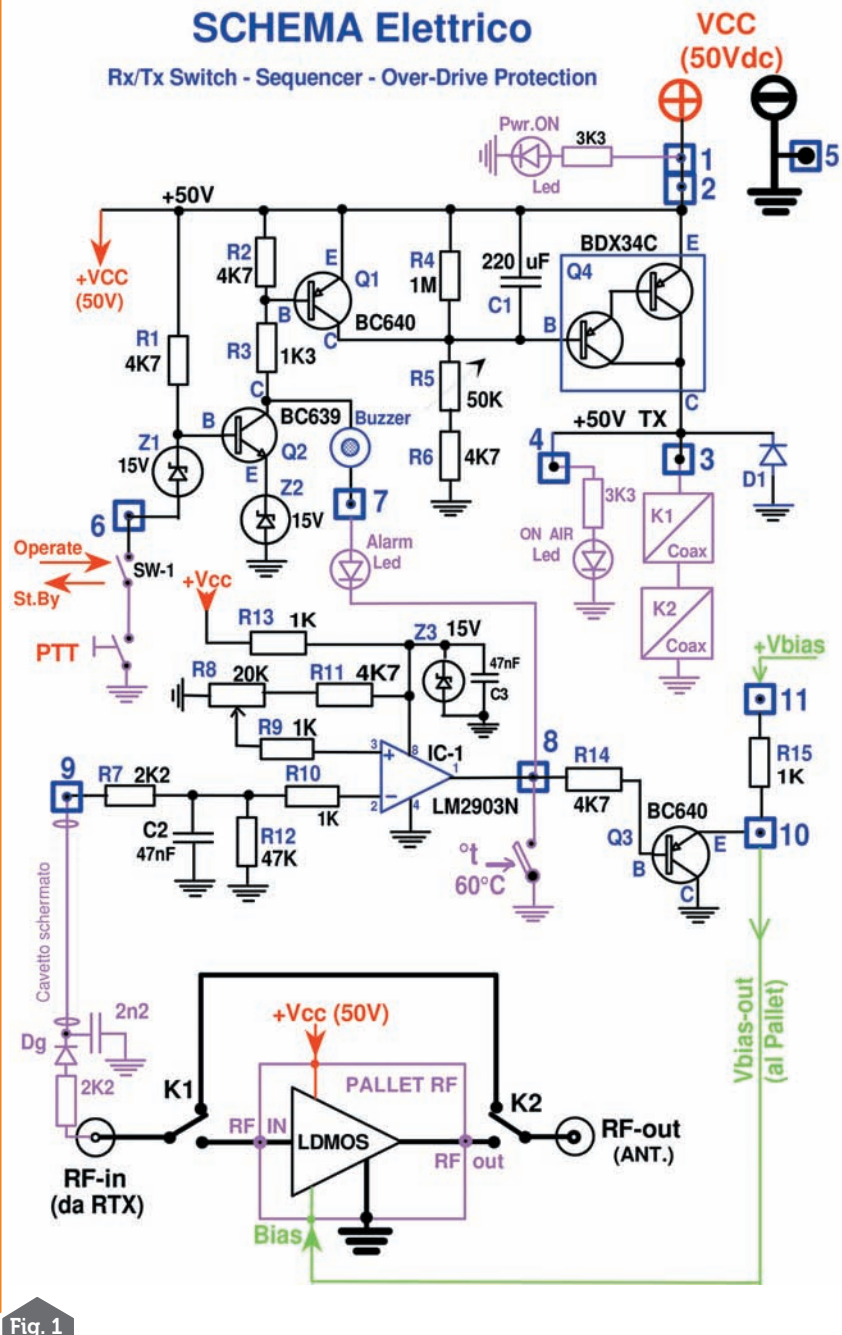 SCHEMA Elettrico
Rx/Tx Switch - Sequencer - Over-Drive Protection
VCC
(50Vdc)
Pwr.ON
3K3
Led
1
2
5
+50V
+VCC
(50V)
R2
4K7
E
Q1
B
BC640
C
R4
1M
220 uF
C1
BDX34C
E
Q4
B
C
R1
4K7
R3
1K3
C
BC639
B
Q2
E
Buzzer
R5
50K
R6
4K7
Z1
15V
Z2
15V
7
Alarm
Led
+50V TX
4
3
D1
3K3
ON AIR
Led
K1
Coax
K2
Coax
6
Operate
St.By
SW-1
PTT
+Vcc
R13
1K
Z3
15V
47nF
C3
R8
20K
R11
4K7
R9
1K
3
+
8
IC-1
1
-
2
4
LM2903N
8
R14
4K7
+Vbias
11
R15
1K
BC640
Q3
B
E
C
10
9
R7
2K2
R10
1K
C2
47nF
R12
47K
°t
60°C
Cavetto schermato
Vbias-out
(al Pallet)
2n2
Dg
2K2
+Vcc (50V)
K1
PALLET RF
K2
RF IN
LDMOS
RF out
RF-out
(ANT.)
RF-in
(da RTX)
Bias
Fig. 1